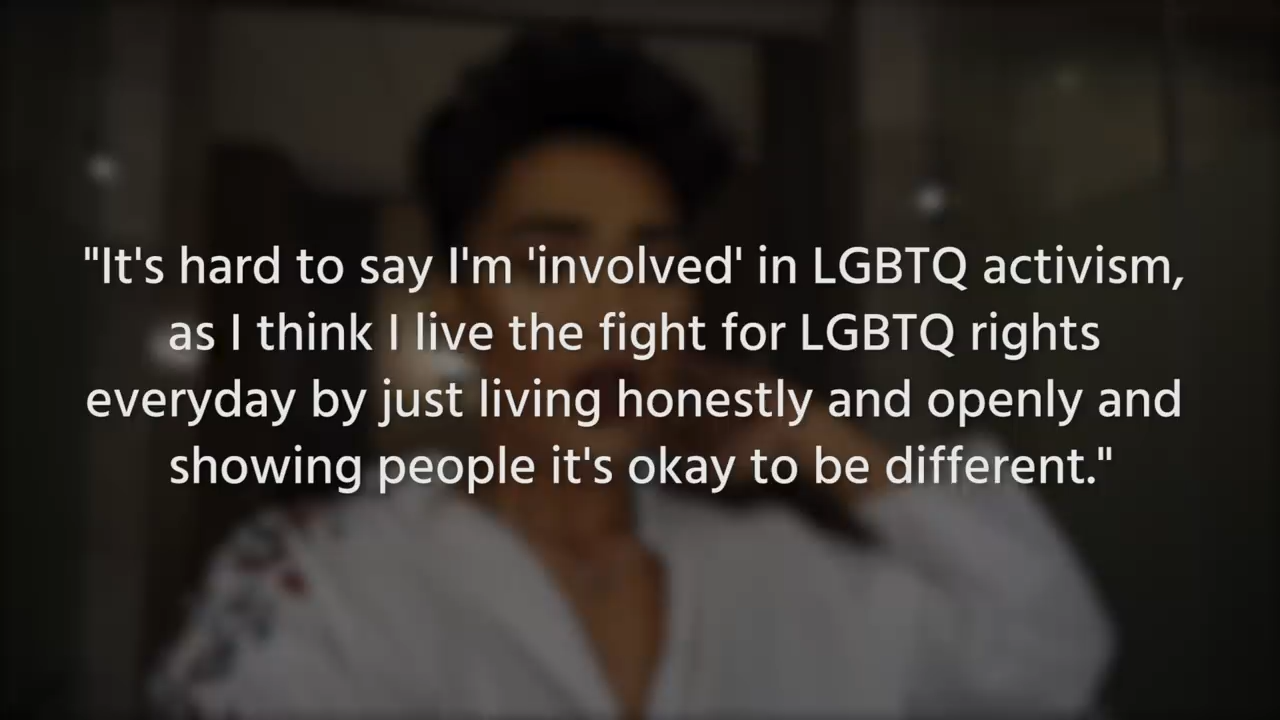 "It's hard to say I'm 'involved' in LGBTQ activism,
as I think I live the fight for LGBTQ rights
everyday by just living honestly and openly and
showing people it's okay to be different."